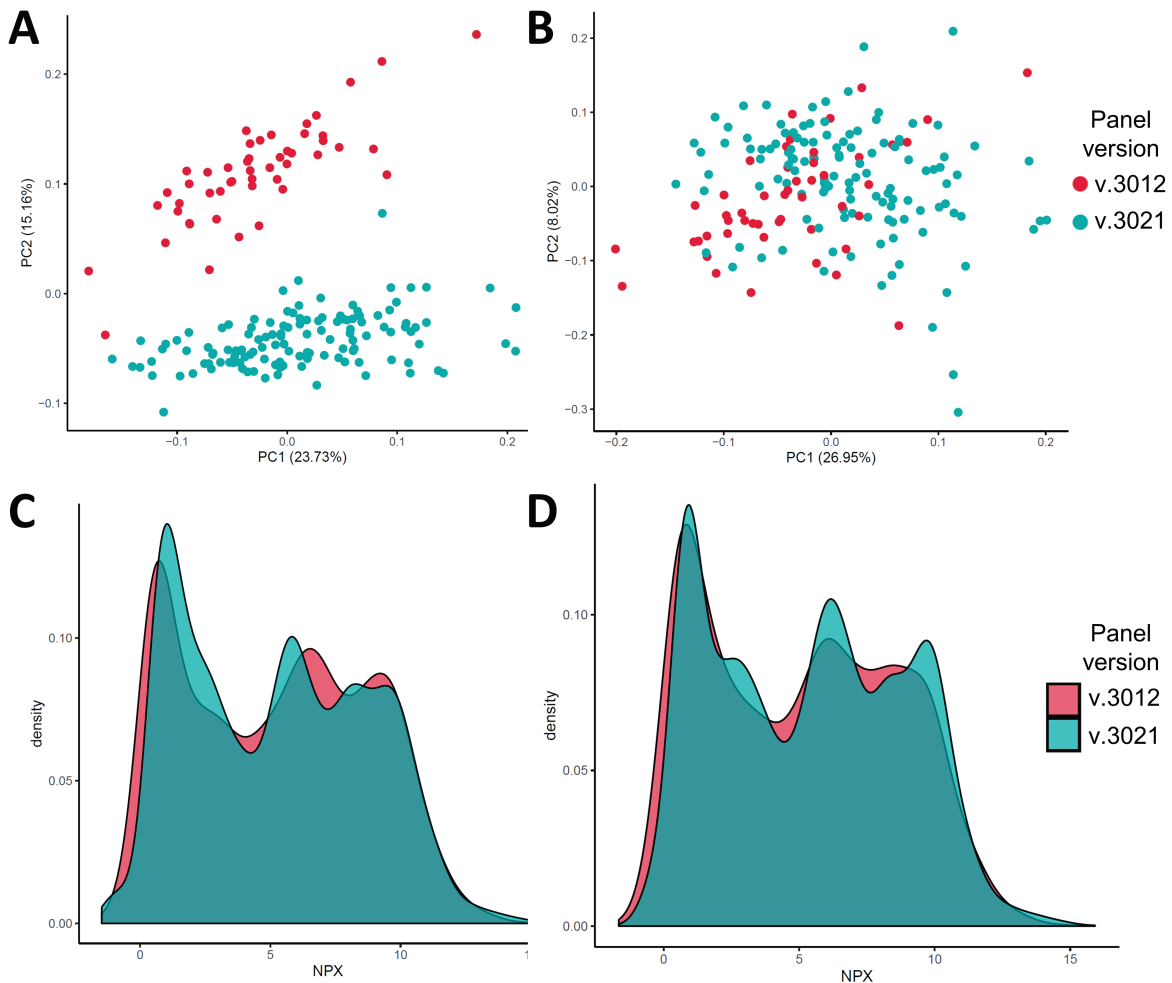 A
B
0.2
0.1
0.0
−0.1
PC2 (15.16%)
−0.1
0.0
0.1
0.2
PC1 (23.73%)
0.2
0.1
0.0
−0.1
−0.2
−0.3
PC2 (8.02%)
−0.2
−0.1
0.0
0.1
0.2
PC1 (26.95%)
Panel
version
v.3012
v.3021
C
D
0.10
0.05
0.00
density
0
5
10
1
NPX
0.10
0.05
0.00
density
0
5
10
15
NPX
Panel
version
v.3012
v.3021